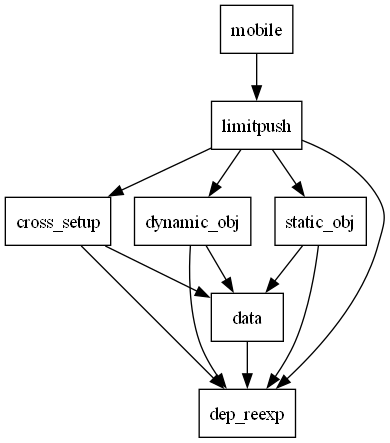 mobile
limitpush
cross_setup
dynamic_obj
static_obj
data
dep_reexp